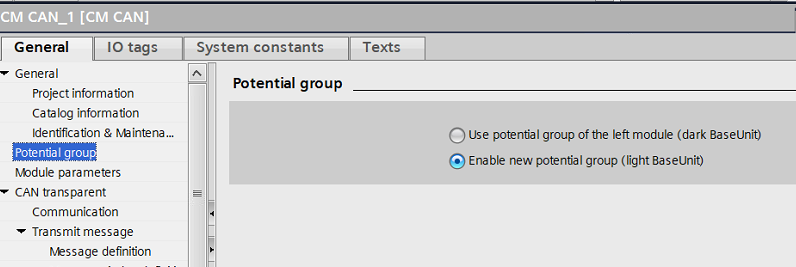 CM CAN_1 [CM CAN]
General IO tags System constants Texts
General
Project information
Catalog information
Identification & Maintena...
Potential group
Module parameters
CAN transparent
Communication
Transmit message
Message definition
Potential group
Use potential group of the left module (dark BaseUnit)
Enable new potential group (light BaseUnit)